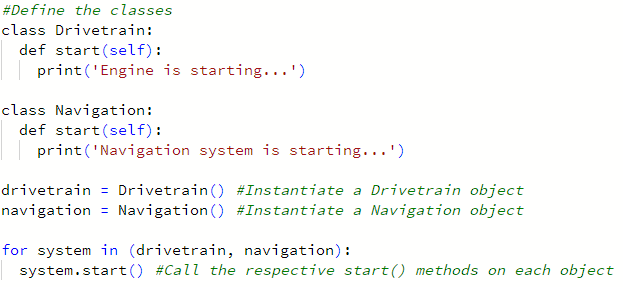 #Define the classes
class Drivetrain:
  def start(self):
    print('Engine is starting...')

class Navigation:
  def start(self):
    print('Navigation system is starting...')

drivetrain = Drivetrain() #Instantiate a Drivetrain object
navigation = Navigation() #Instantiate a Navigation object

for system in (drivetrain, navigation):
  system.start() #Call the respective start() methods on each object